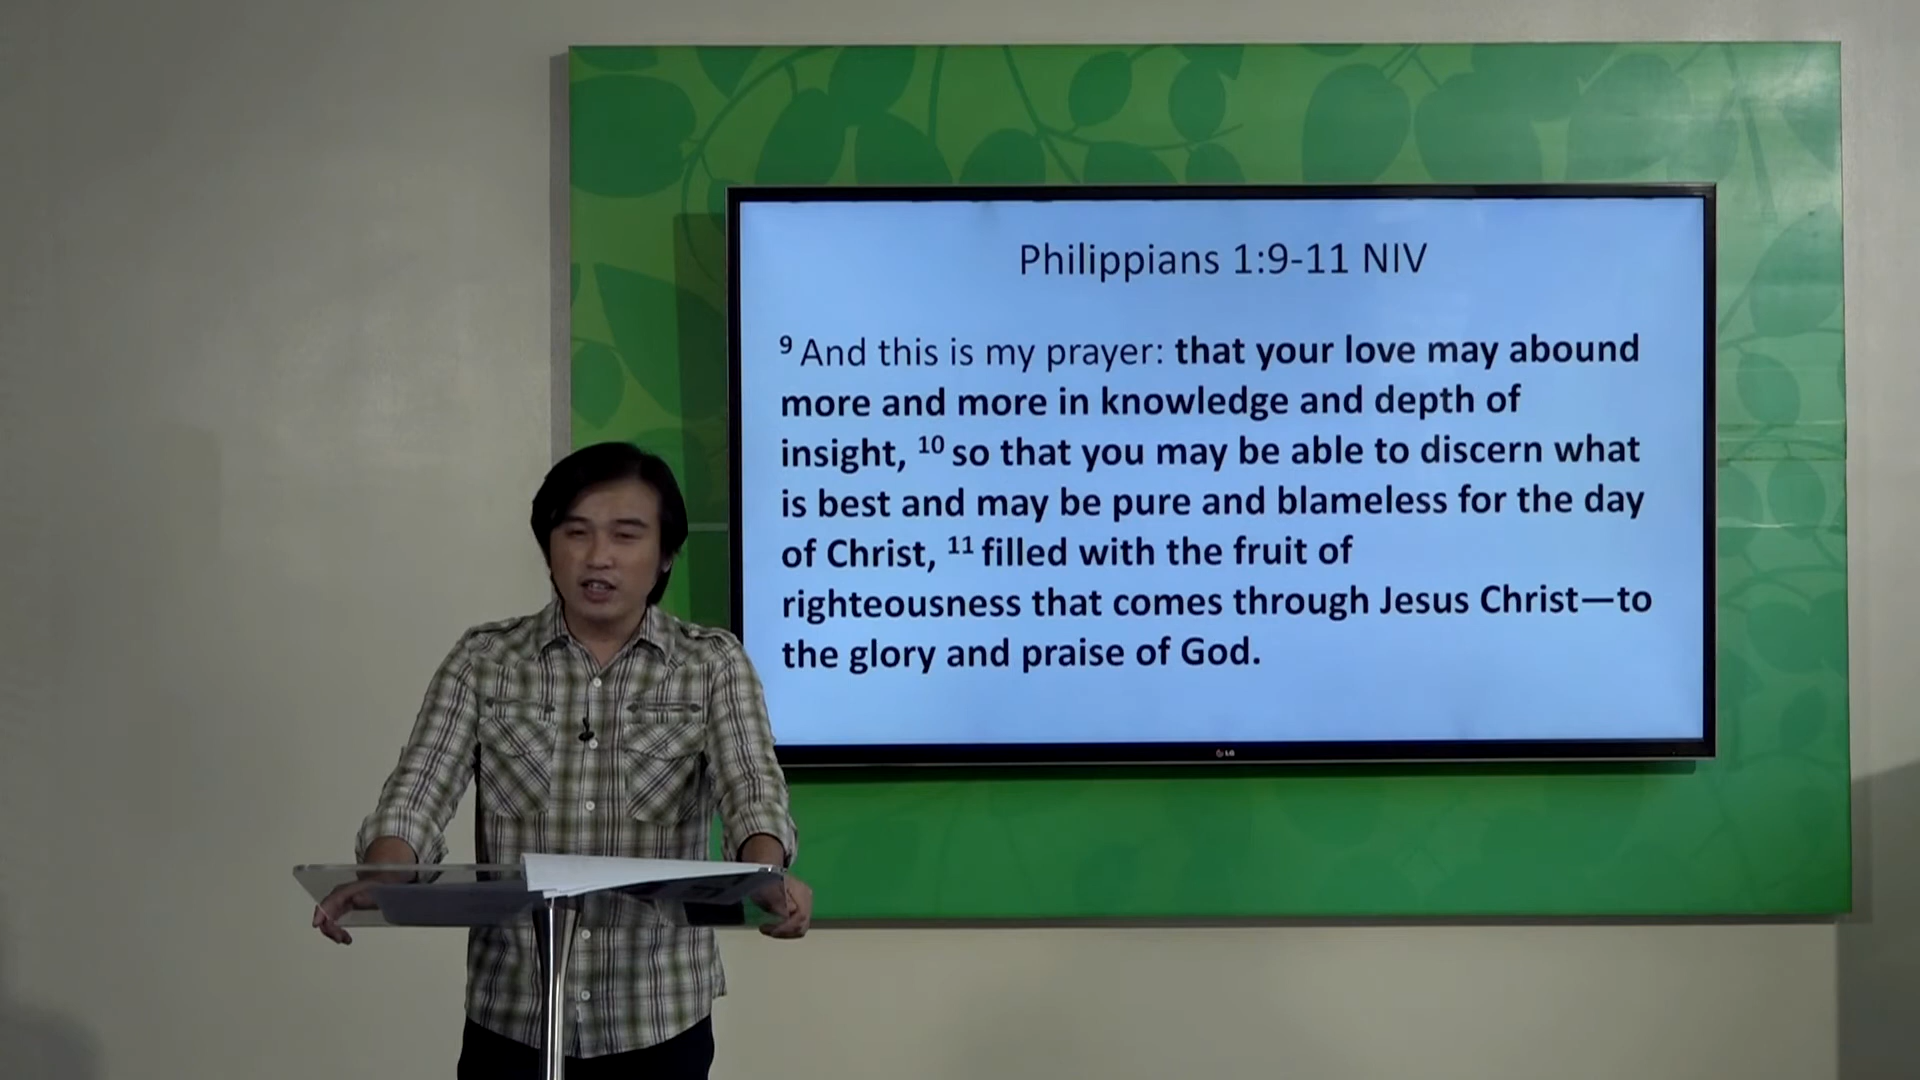 Philippians 1:9-11 NIV
⁹ And this is my prayer: that your love may abound
more and more in knowledge and depth of
insight, ¹⁰ so that you may be able to discern what
is best and may be pure and blameless for the day
of Christ, ¹¹ filled with the fruit of
righteousness that comes through Jesus Christ—to
the glory and praise of God.
LG